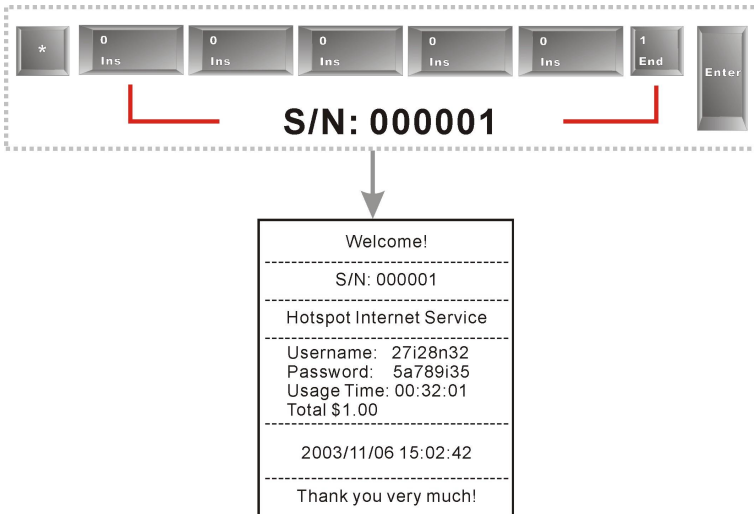 * 0 0 0 0 0 1
Ins Ins Ins Ins Ins End Enter
S/N: 000001
Welcome!
S/N: 000001
Hotspot Internet Service
Username: 27i28n32
Password: 5a789i35
Usage Time: 00:32:01
Total $1.00
2003/11/06 15:02:42
Thank you very much!